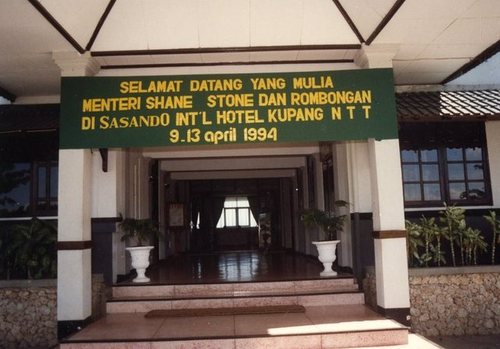 SELAMAT DATANG YANG MULIA
MENTERI SHANE STONE DAN ROMBONGAN
DI SASANDO INT'L HOTEL KUPANG N T T
9.13 april 1994